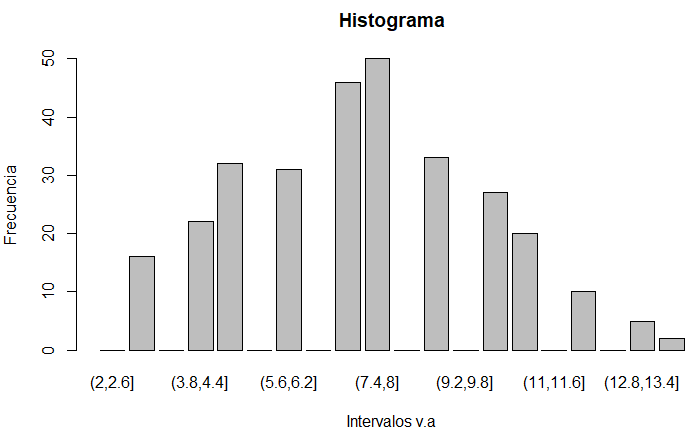 Histograma
Frecuencia
50
40
30
20
10
0
(2,2.6] (3.8,4.4] (5.6,6.2] (7.4,8] (9.2,9.8] (11,11.6] (12.8,13.4]
Intervalos v.a